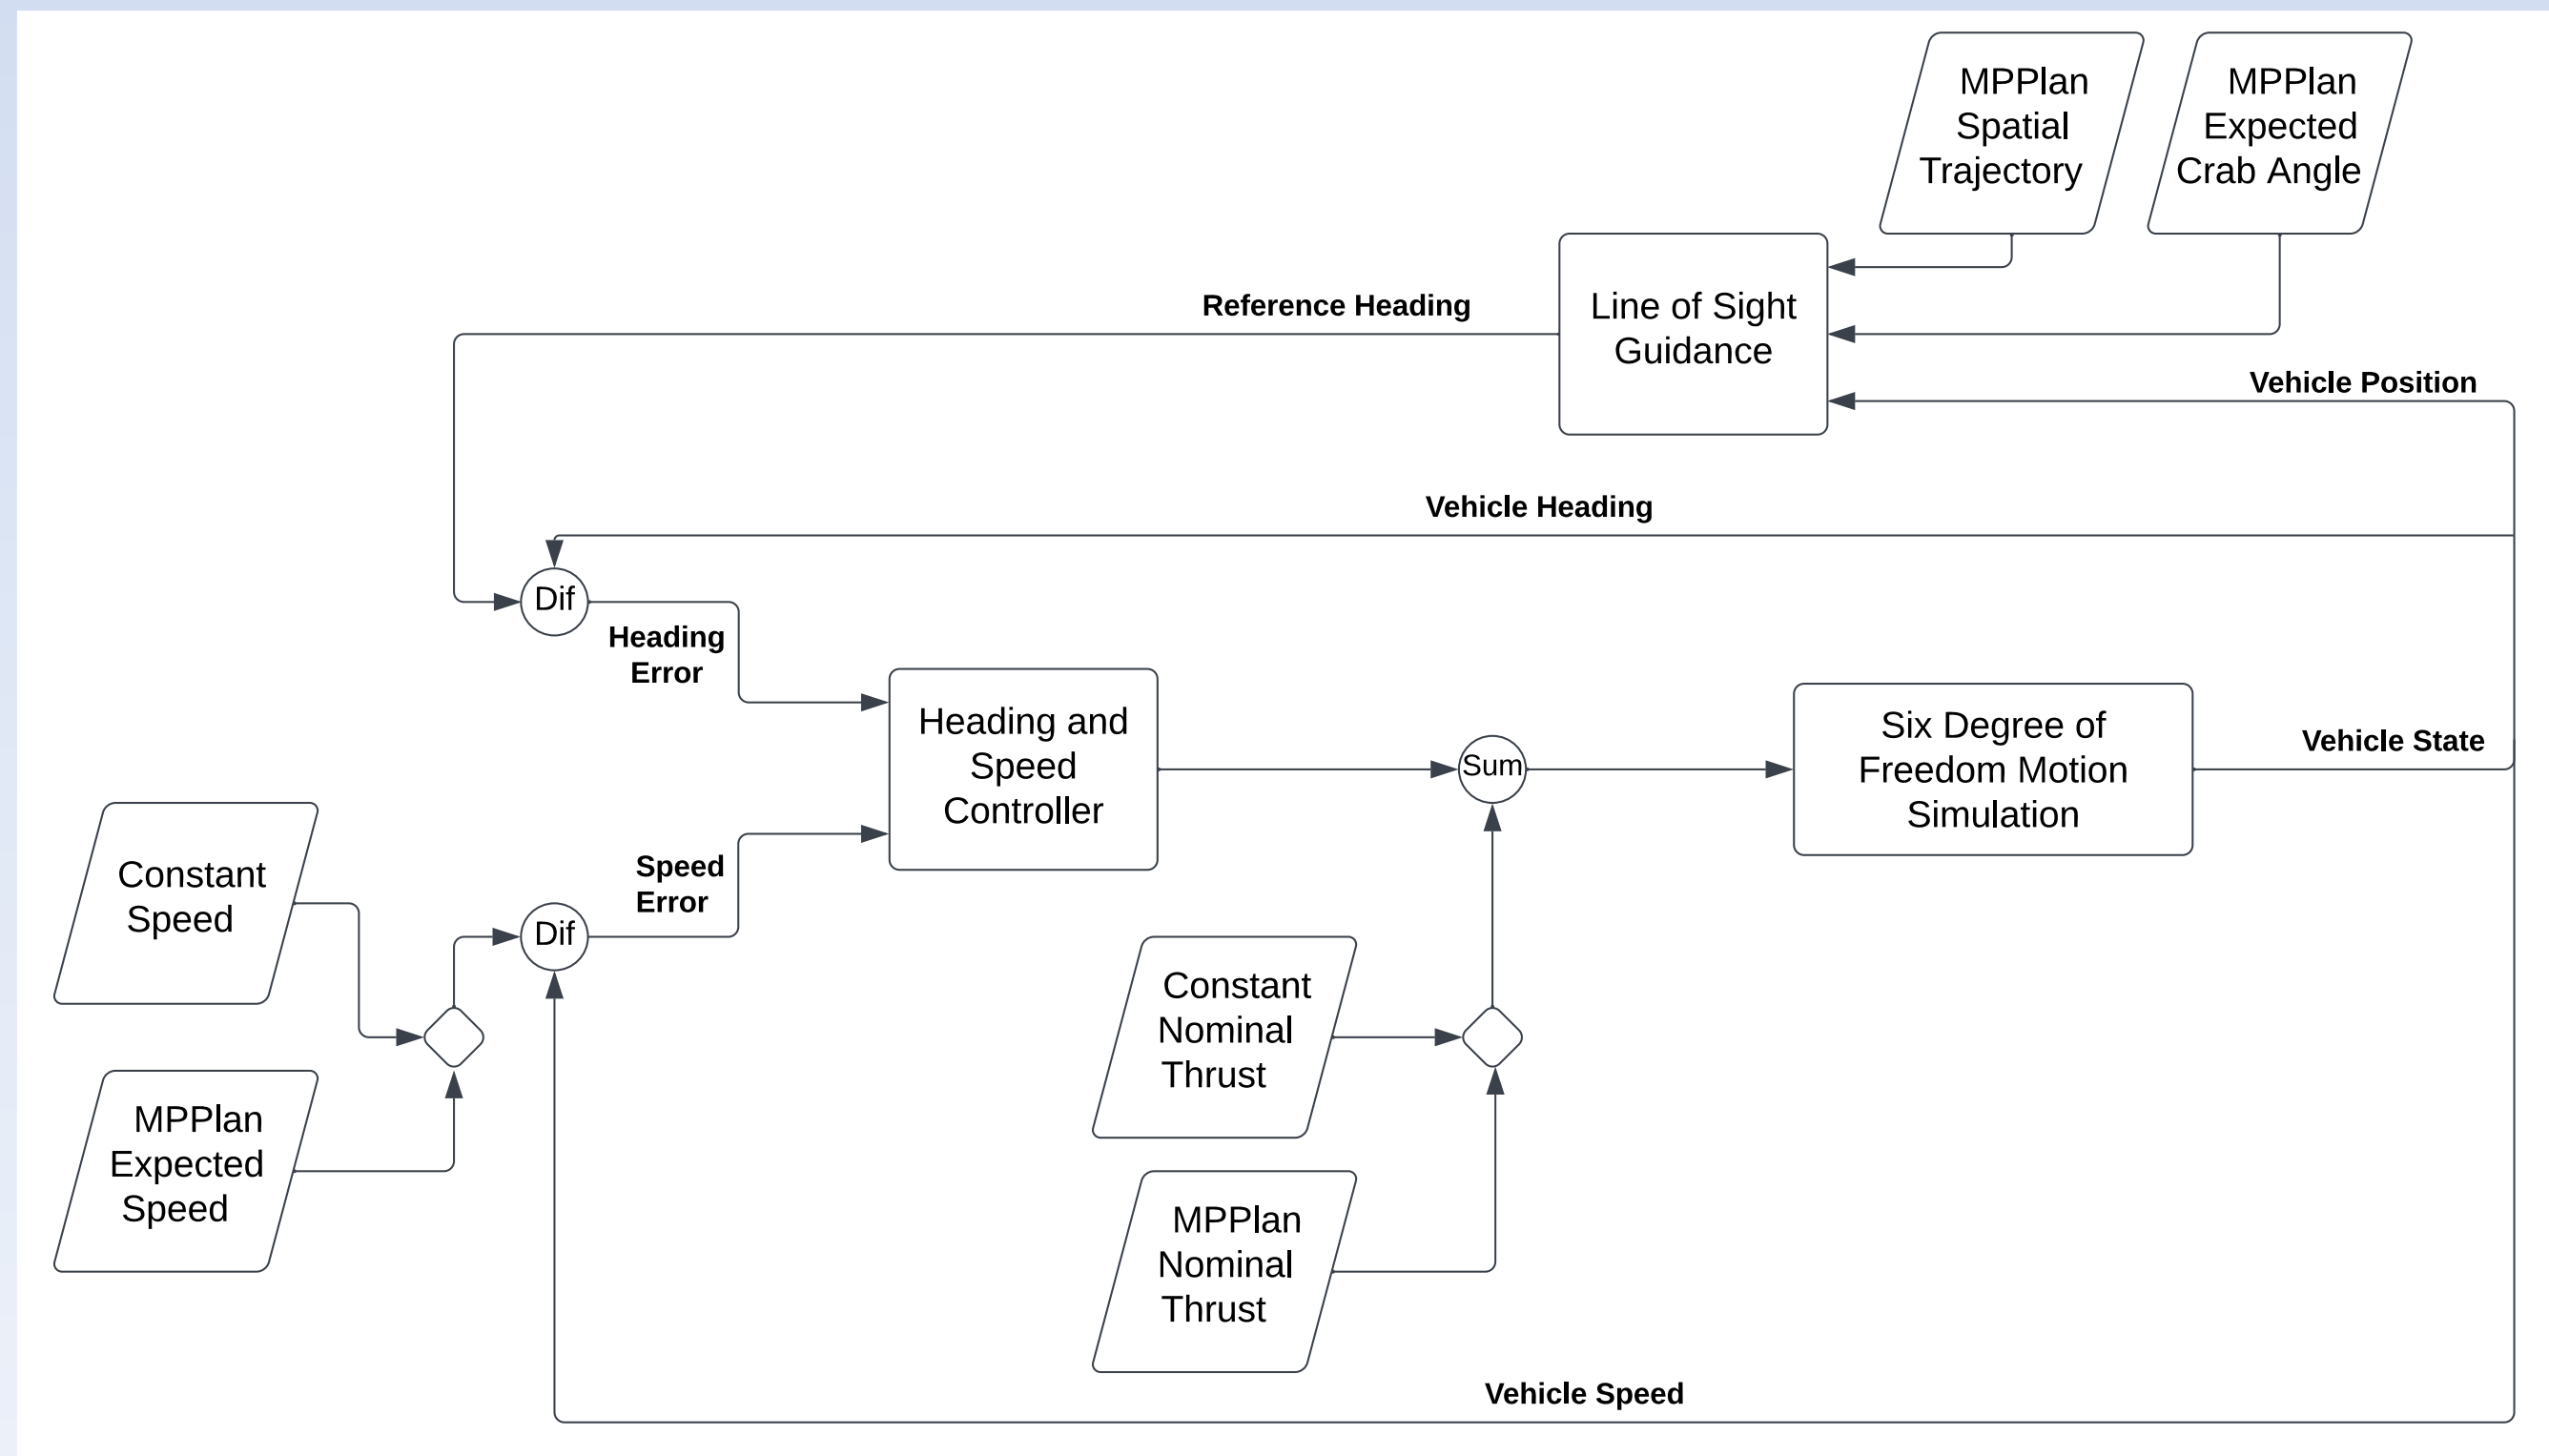 MPPlan
Spatial
Trajectory
MPPlan
Expected
Crab Angle
Line of Sight
Guidance
Reference Heading
Vehicle Position
Vehicle Heading
Dif
Heading
Error
Heading and
Speed
Controller
Sum
Six Degree of
Freedom Motion
Simulation
Vehicle State
Constant
Speed
Dif
Speed
Error
MPPlan
Expected
Speed
Constant
Nominal
Thrust
MPPlan
Nominal
Thrust
Vehicle Speed